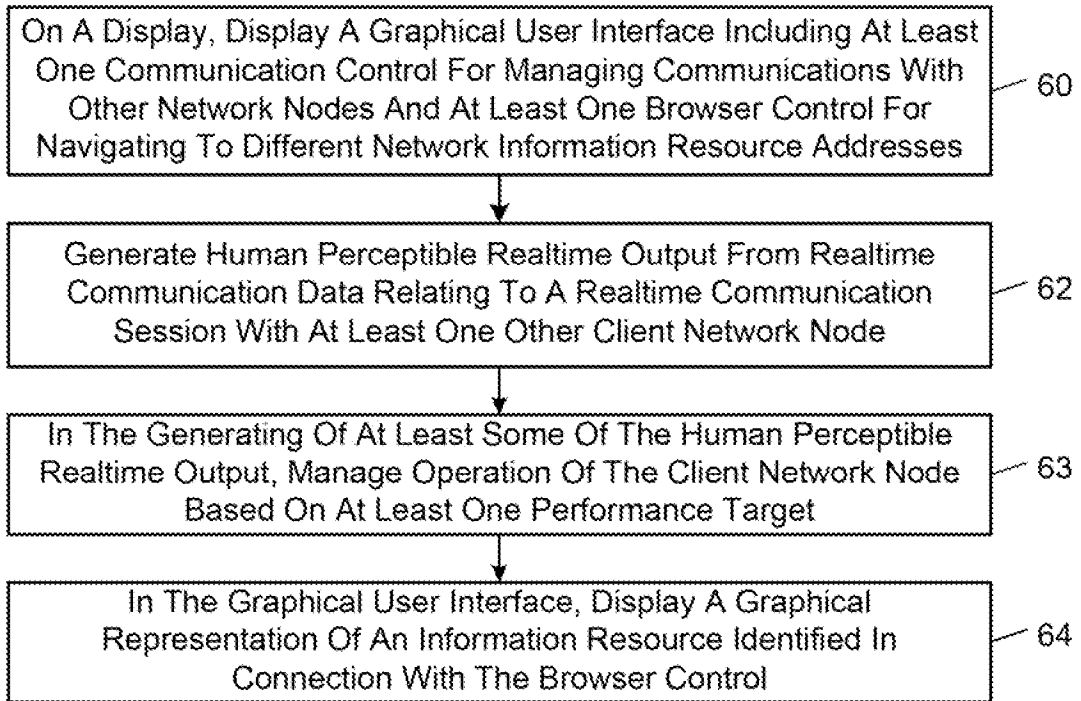 On A Display, Display A Graphical User Interface Including At Least
One Communication Control For Managing Communications With
Other Network Nodes And At Least One Browser Control For
Navigating To Different Network Information Resource Addresses
60
Generate Human Perceptible Realtime Output From Realtime
Communication Data Relating To A Realtime Communication
Session With At Least One Other Client Network Node
62
In The Generating Of At Least Some Of The Human Perceptible
Realtime Output, Manage Operation Of The Client Network Node
Based On At Least One Performance Target
63
In The Graphical User Interface, Display A Graphical
Representation Of An Information Resource Identified In
Connection With The Browser Control
64